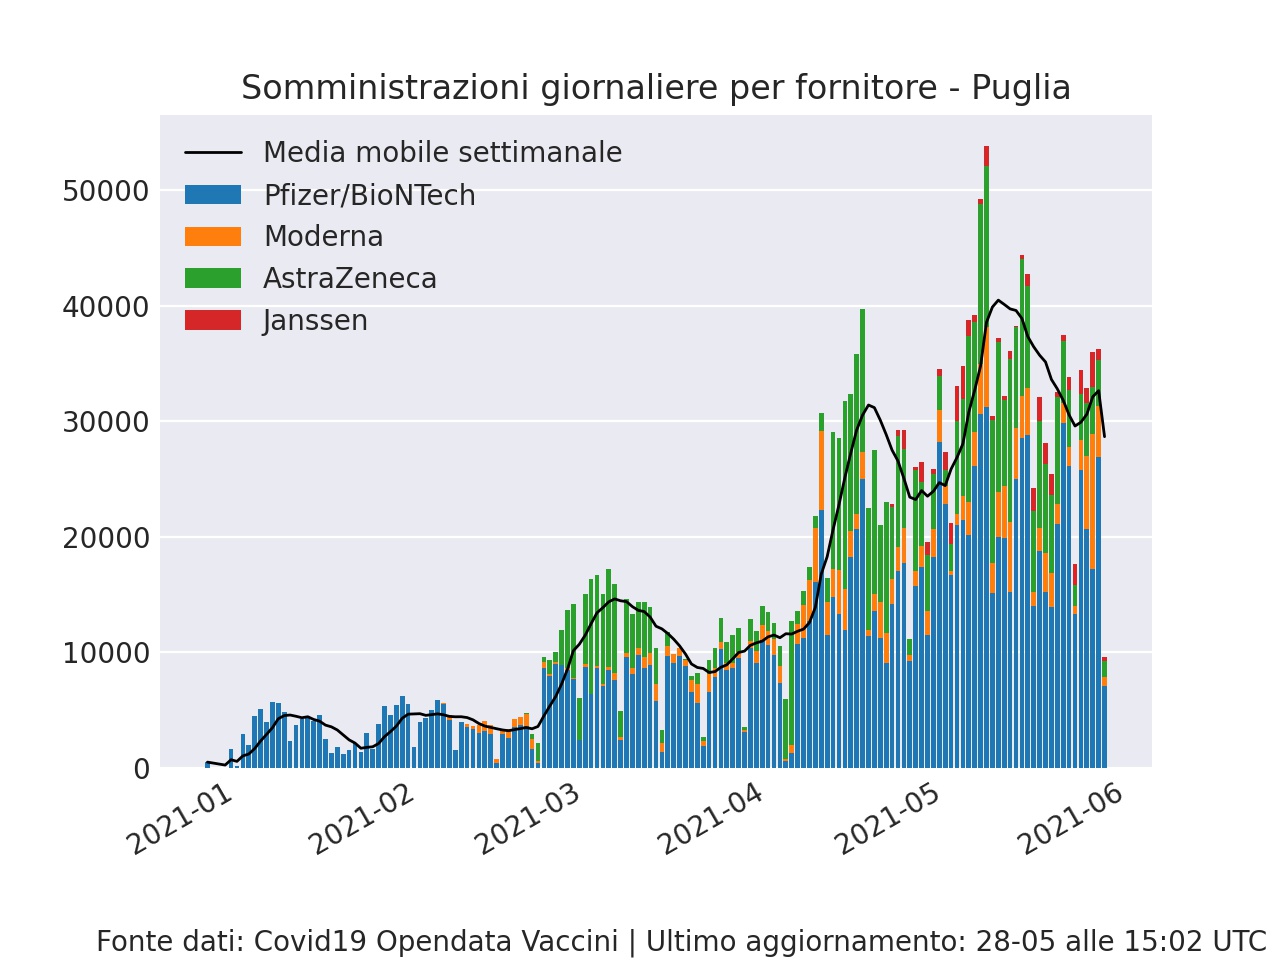 Somministrazioni giornaliere per fornitore - Puglia
Media mobile settimanale
Pfizer/BioNTech
Moderna
AstraZeneca
Janssen
50000
40000
30000
20000
10000
0
2021-01
2021-02
2021-03
2021-04
2021-05
2021-06
Fonte dati: Covid19 Opendata Vaccini | Ultimo aggiornamento: 28-05 alle 15:02 UTC